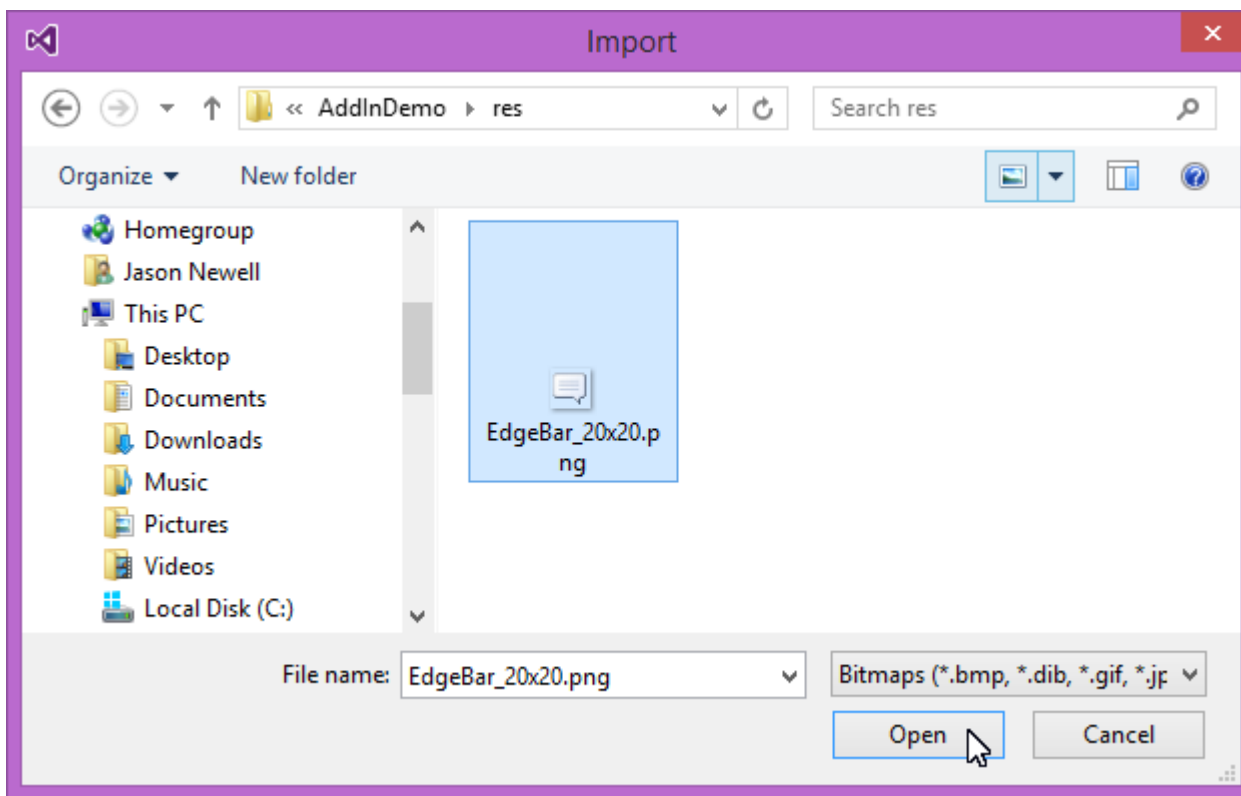 Import
« AddInDemo res
Search res
Organize
New folder
Homegroup
Jason Newell
This PC
Desktop
Documents
Downloads
Music
Pictures
Videos
Local Disk (C:)
EdgeBar_20x20.p
ng
File name: EdgeBar_20x20.png
Bitmaps (*.bmp, *.dib, *.gif, *.jp
Open
Cancel